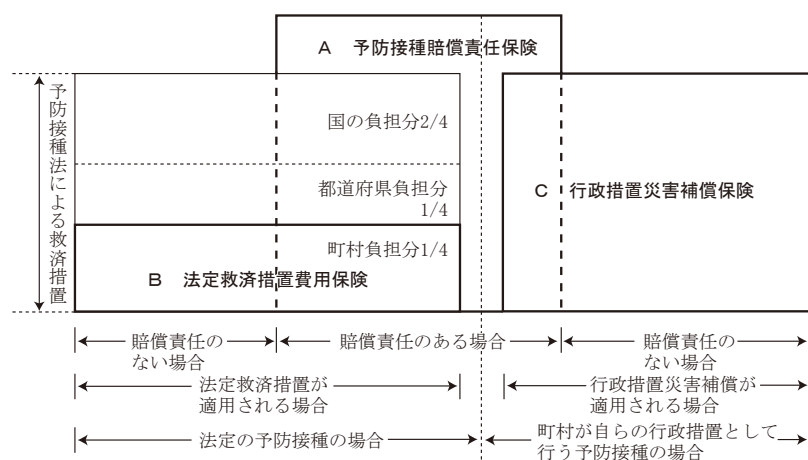 A　予防接種賠償責任保険
予防接種法による救済措置
国の負担分2/4
都道府県負担分
1/4
町村負担分1/4
B　法定救済措置費用保険
C　行政措置災害補償保険
賠償責任の
ない場合
賠償責任のある場合
賠償責任の
ない場合
法定救済措置が
適用される場合
行政措置災害補償が
適用される場合
法定の予防接種の場合
町村が自らの行政措置として
行う予防接種の場合